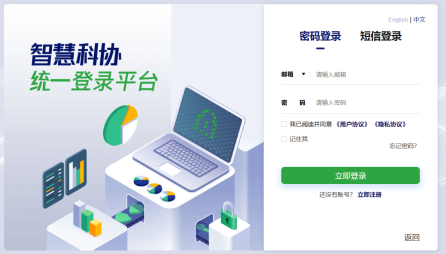 English | 中文
智慧科协
统一登录平台
密码登录 短信登录
邮箱 请输入邮箱
密 码 请输入密码
我已阅读并同意 《用户协议》 《隐私协议》
记住我
忘记密码?
立即登录
还没有账号? 立即注册
返回